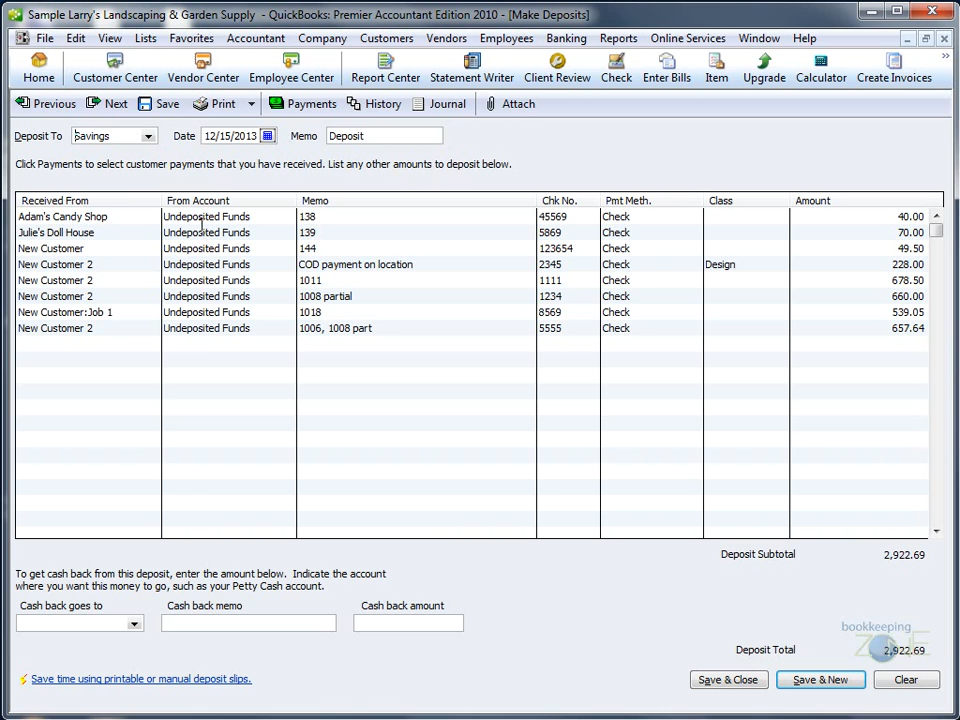 Sample Larry's Landscaping & Garden Supply - QuickBooks: Premier Accountant Edition 2010 - [Make Deposits]
File Edit View Lists Favorites Accountant Company Customers Vendors Employees Banking Reports Online Services Window Help
Home Customer Center Vendor Center Employee Center Report Center Statement Writer Client Review Check Enter Bills Item Upgrade Calculator Create Invoices »
Previous Next Save Print Payments History Journal Attach
Deposit To Savings Date 12/15/2013 Memo Deposit
Click Payments to select customer payments that you have received. List any other amounts to deposit below.
Received From From Account Memo Chk No. Pmt Meth. Class Amount
Adam's Candy Shop Undeposited Funds 138 45569 Check 40.00
Julie's Doll House Undeposited Funds 139 5869 Check 70.00
New Customer Undeposited Funds 144 123654 Check 49.50
New Customer 2 Undeposited Funds COD payment on location 2345 Check Design 228.00
New Customer 2 Undeposited Funds 1011 1111 Check 678.50
New Customer 2 Undeposited Funds 1008 partial 1234 Check 660.00
New Customer:Job 1 Undeposited Funds 1018 8569 Check 539.05
New Customer 2 Undeposited Funds 1006, 1008 part 5555 Check 657.64
Deposit Subtotal 2,922.69
To get cash back from this deposit, enter the amount below. Indicate the account
where you want this money to go, such as your Petty Cash account.
Cash back goes to Cash back memo Cash back amount
bookkeeping
ZONE
Deposit Total 2,922.69
Save time using printable or manual deposit slips.
Save & Close Save & New Clear